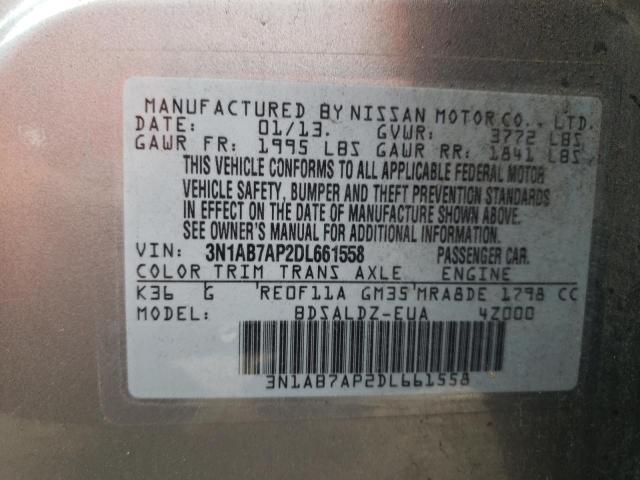 MANUFACTURED BY NISSAN MOTOR CO., LTD.
DATE: 01/13. GVWR: 3772 LBS
GAWR FR: 1995 LBS GAWR RR: 1841 LBS
THIS VEHICLE CONFORMS TO ALL APPLICABLE FEDERAL MOTOR
VEHICLE SAFETY, BUMPER AND THEFT PREVENTION STANDARDS
IN EFFECT ON THE DATE OF MANUFACTURE SHOWN ABOVE.
SEE OWNER'S MANUAL FOR ADDITIONAL INFORMATION.
VIN: 3N1AB7AP2DL661558 PASSENGER CAR.
COLOR TRIM TRANS AXLE ENGINE
K36 G RE0F11A GM35 MRA8DE 1798 CC
MODEL: BDSALDZ-EUA 4Z000
3N1AB7AP2DL661558